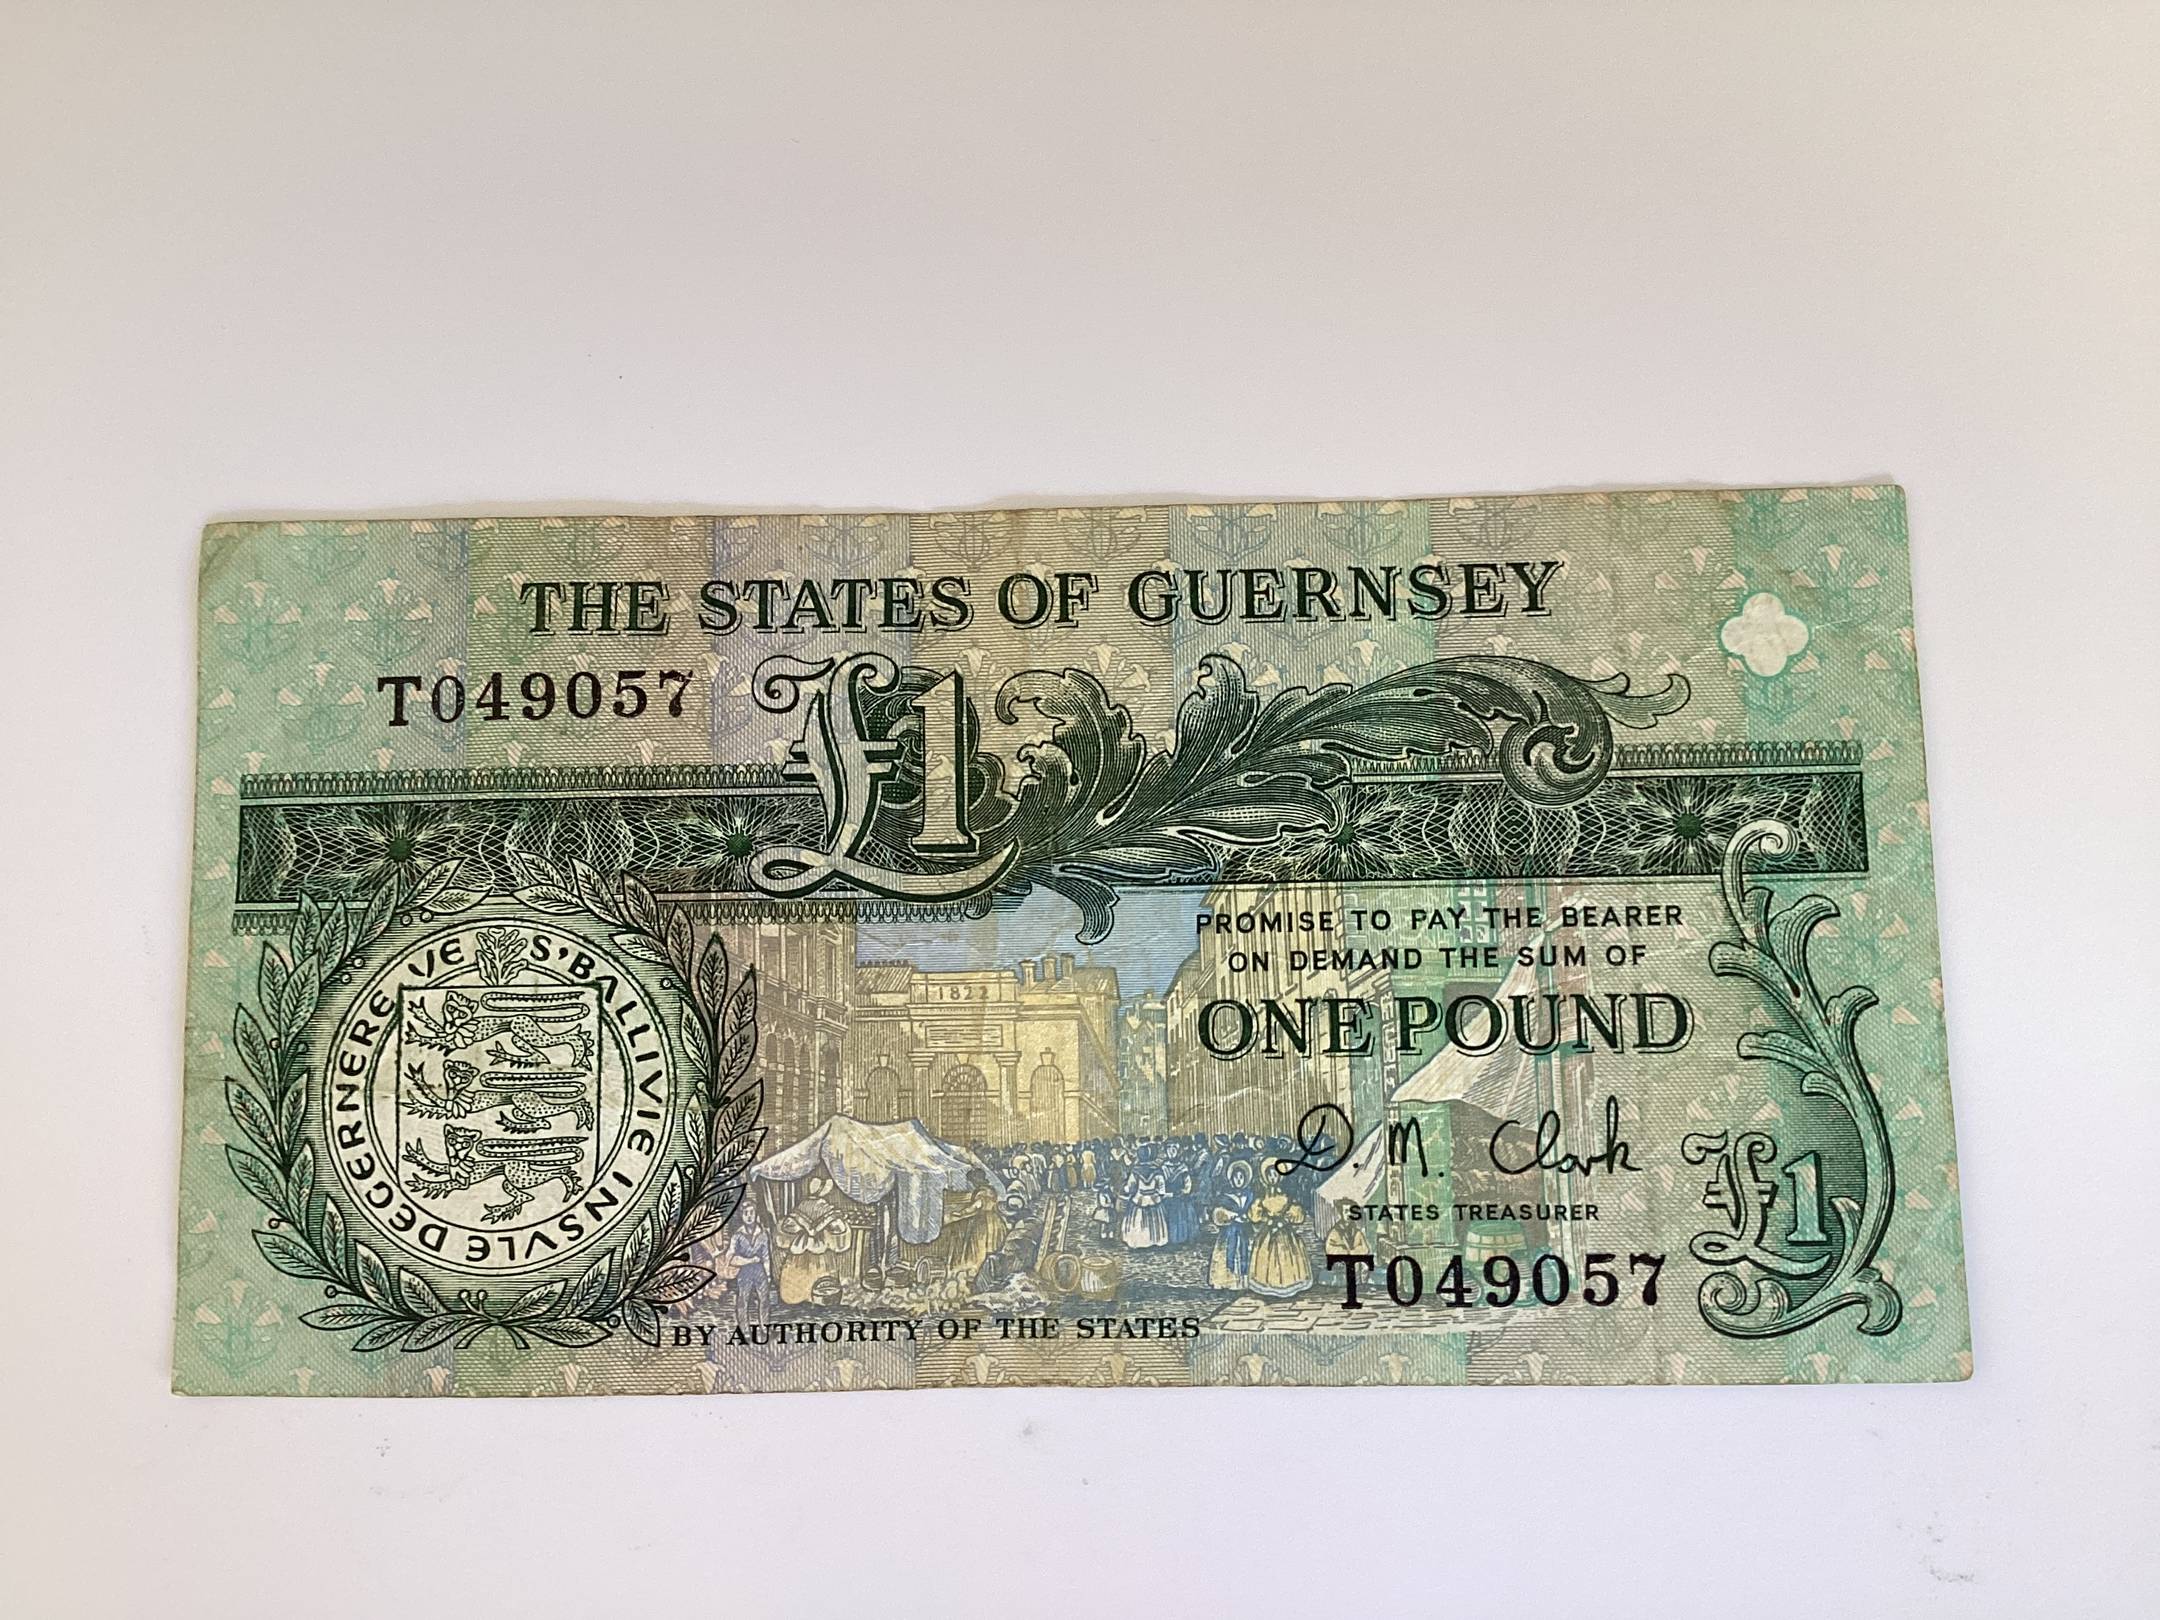 THE STATES OF GUERNSEY
T049057
£1
PROMISE TO PAY THE BEARER
ON DEMAND THE SUM OF
ONE POUND
1822
S'BALLIVIE INSVLE DEGERNEREVE
D. M. Clark
STATES TREASURER
£1
T049057
BY AUTHORITY OF THE STATES